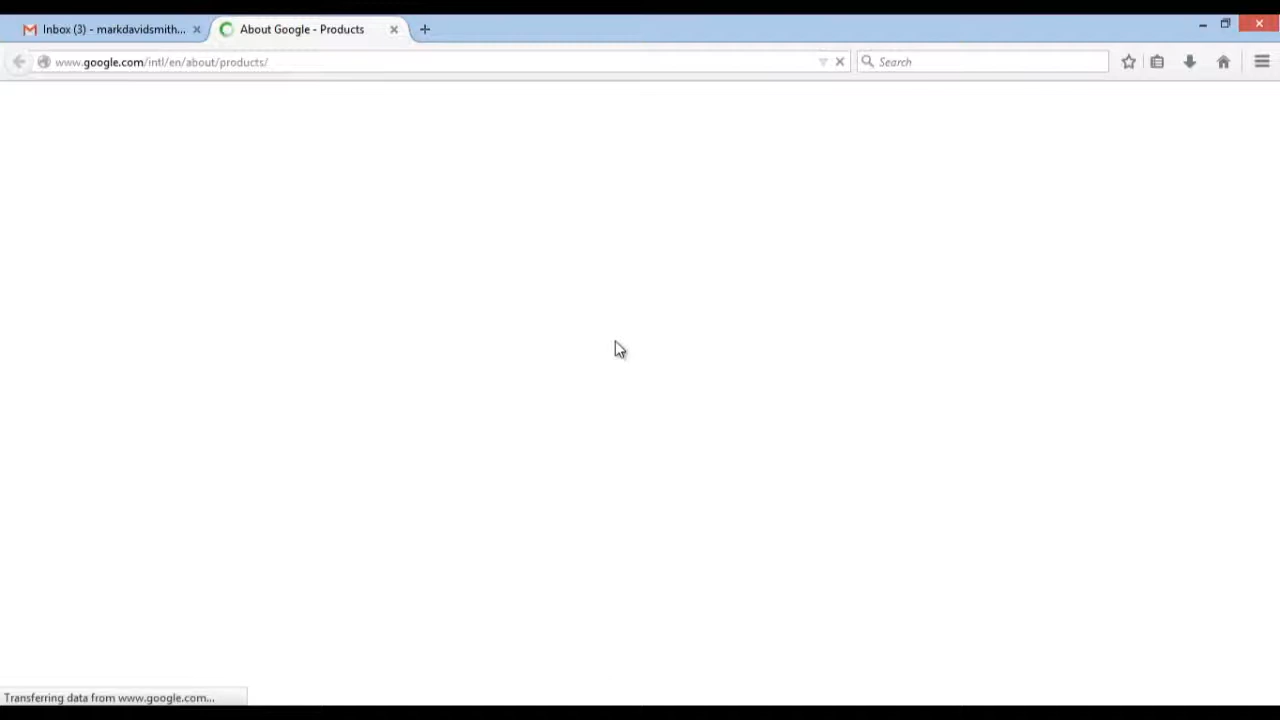 Inbox (3) - markdavidsmith...
About Google - Products
www.google.com/intl/en/about/products/
Search
Transferring data from www.google.com...